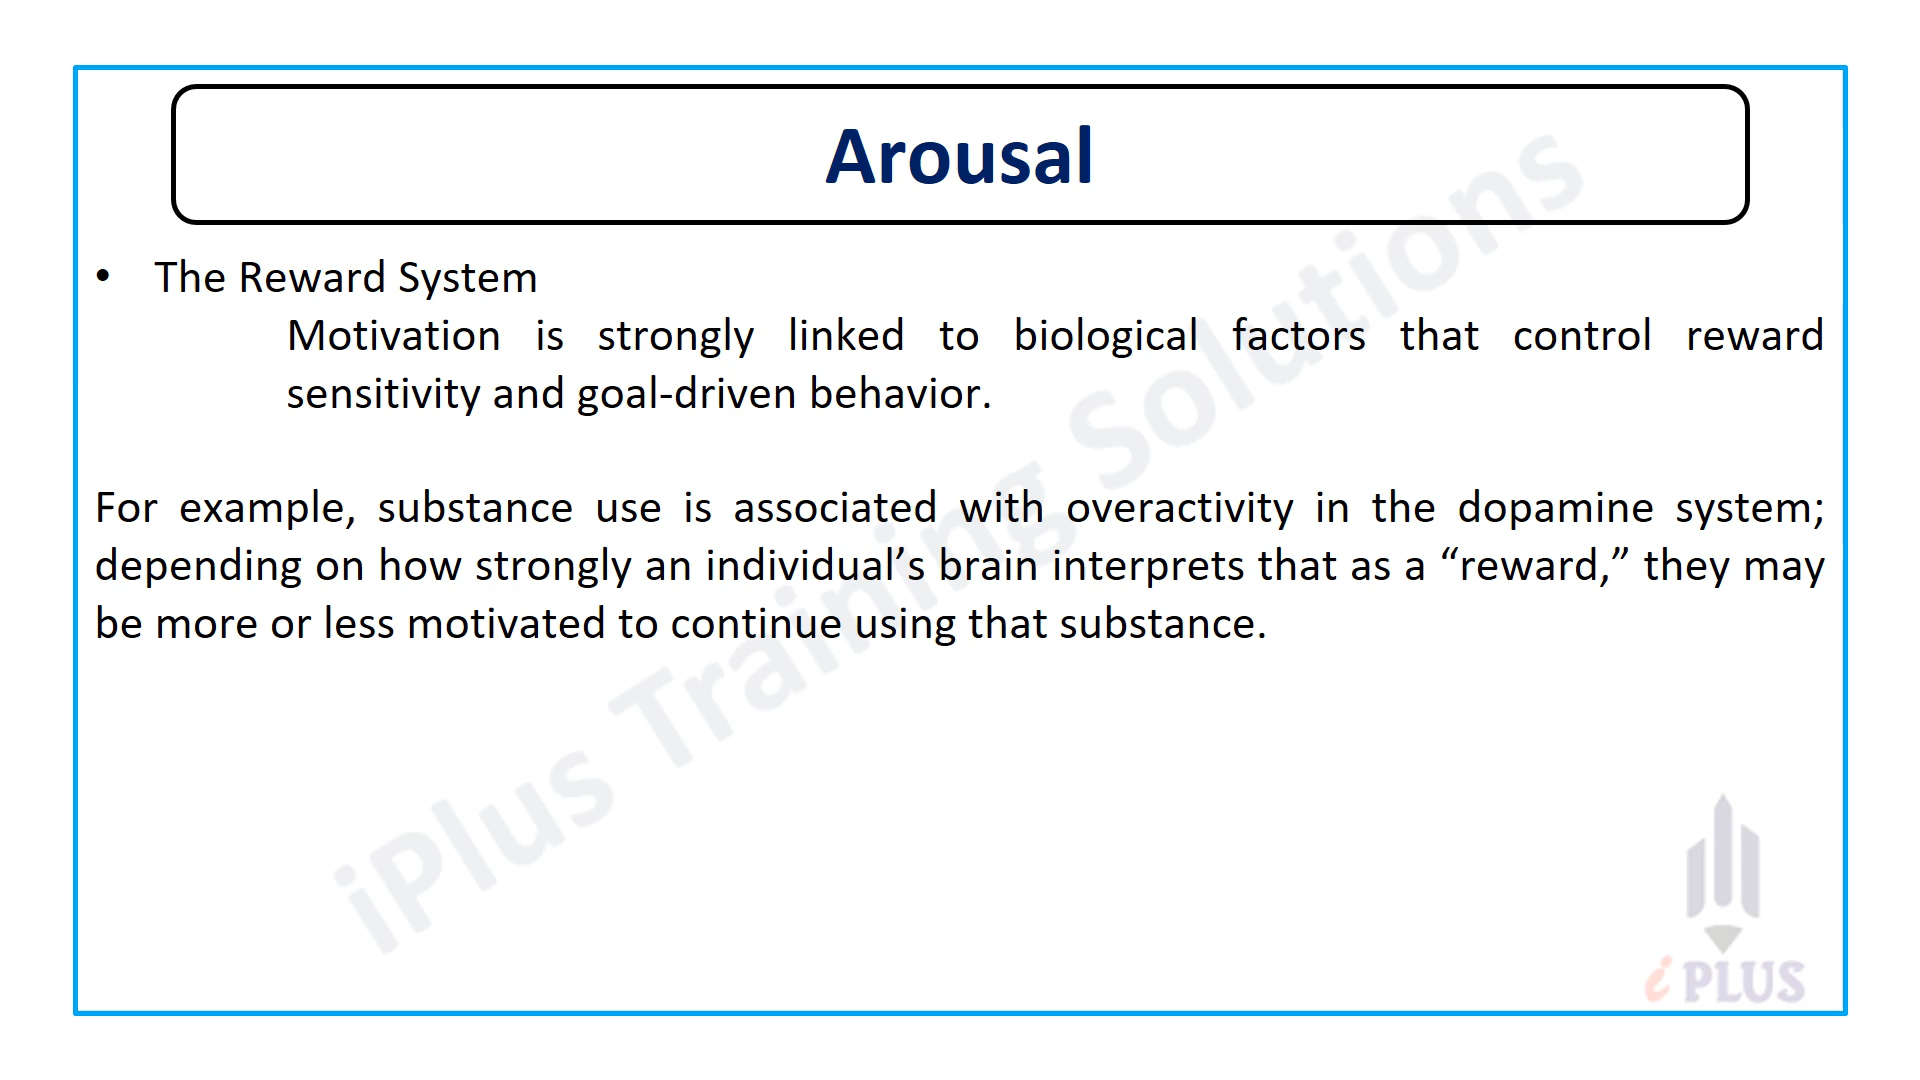 Arousal
• The Reward System
Motivation is strongly linked to biological factors that control reward
sensitivity and goal-driven behavior.
For example, substance use is associated with overactivity in the dopamine system;
depending on how strongly an individual’s brain interprets that as a “reward,” they may
be more or less motivated to continue using that substance.
iPlus Training Solutions
i PLUS